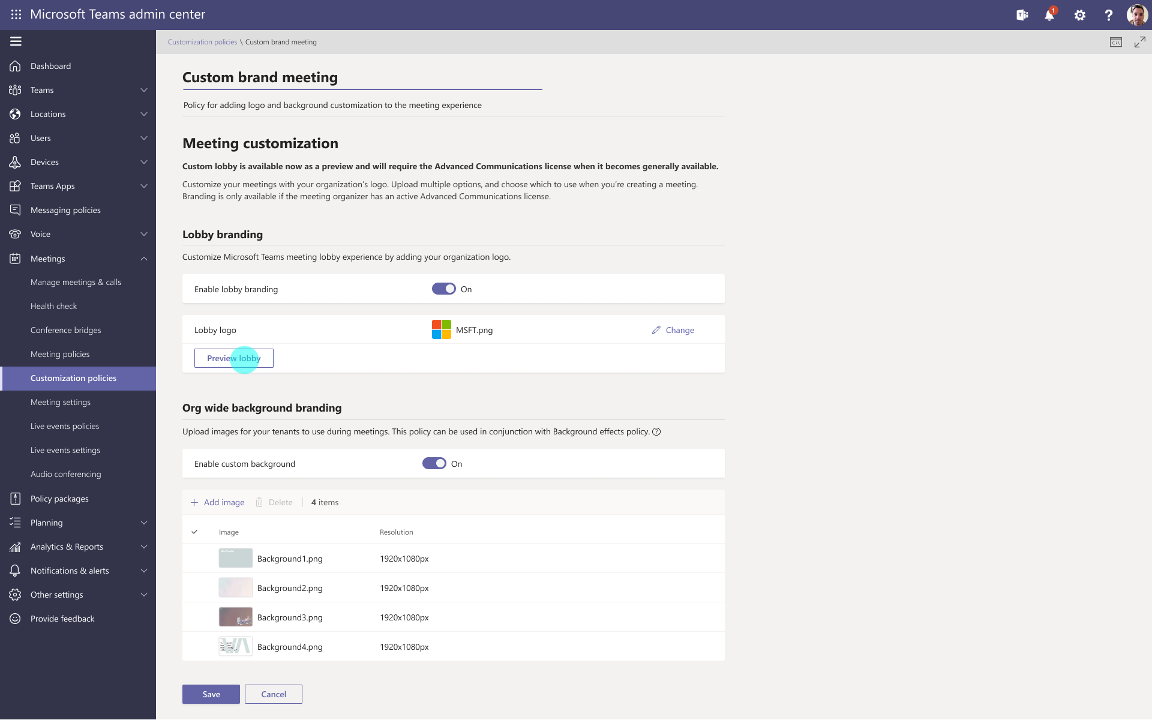 Microsoft Teams admin center
1
Customization policies \ Custom brand meeting
Dashboard
Teams
Locations
Users
Devices
Teams Apps
Messaging policies
Voice
Meetings
Manage meetings & calls
Health check
Conference bridges
Meeting policies
Customization policies
Meeting settings
Live events policies
Live events settings
Audio conferencing
Policy packages
Planning
Analytics & Reports
Notifications & alerts
Other settings
Provide feedback
Custom brand meeting
Policy for adding logo and background customization to the meeting experience
Meeting customization
Custom lobby is available now as a preview and will require the Advanced Communications license when it becomes generally available.
Customize your meetings with your organization's logo. Upload multiple options, and choose which to use when you're creating a meeting.
Branding is only available if the meeting organizer has an active Advanced Communications license.
Lobby branding
Customize Microsoft Teams meeting lobby experience by adding your organization logo.
Enable lobby branding On
Lobby logo MSFT.png Change
Preview lobby
Org wide background branding
Upload images for your tenants to use during meetings. This policy can be used in conjunction with Background effects policy.
Enable custom background On
Add image Delete 4 items
Image Resolution
Background1.png 1920x1080px
Background2.png 1920x1080px
Background3.png 1920x1080px
Background4.png 1920x1080px
Save Cancel